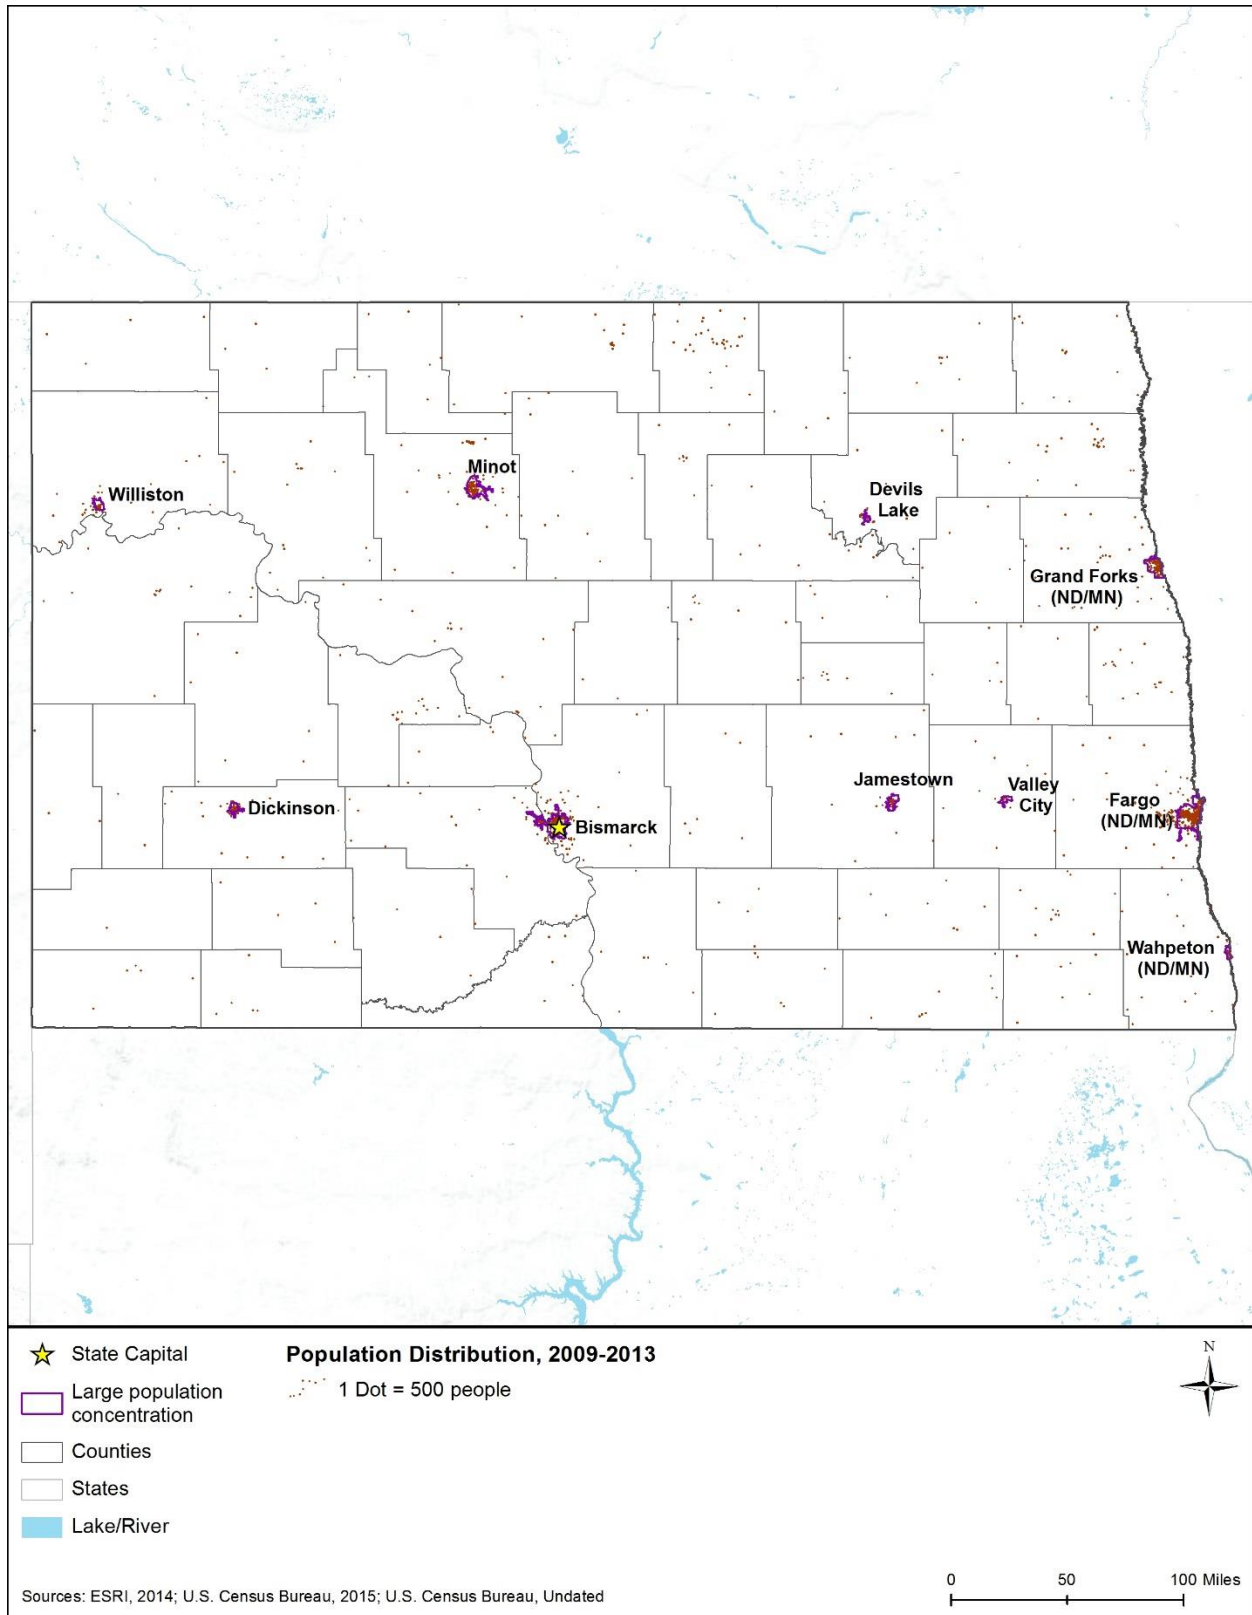 Minot
Williston
Devils
Lake
Grand Forks
(ND/MN)
Jamestown
Valley
City
Fargo
(ND/MN)
Dickinson
Bismarck
Wahpeton
(ND/MN)
State Capital
Large population
concentration
Counties
States
Lake/River
Population Distribution, 2009-2013
1 Dot = 500 people
N
Sources: ESRI, 2014; U.S. Census Bureau, 2015; U.S. Census Bureau, Undated
0 50 100 Miles